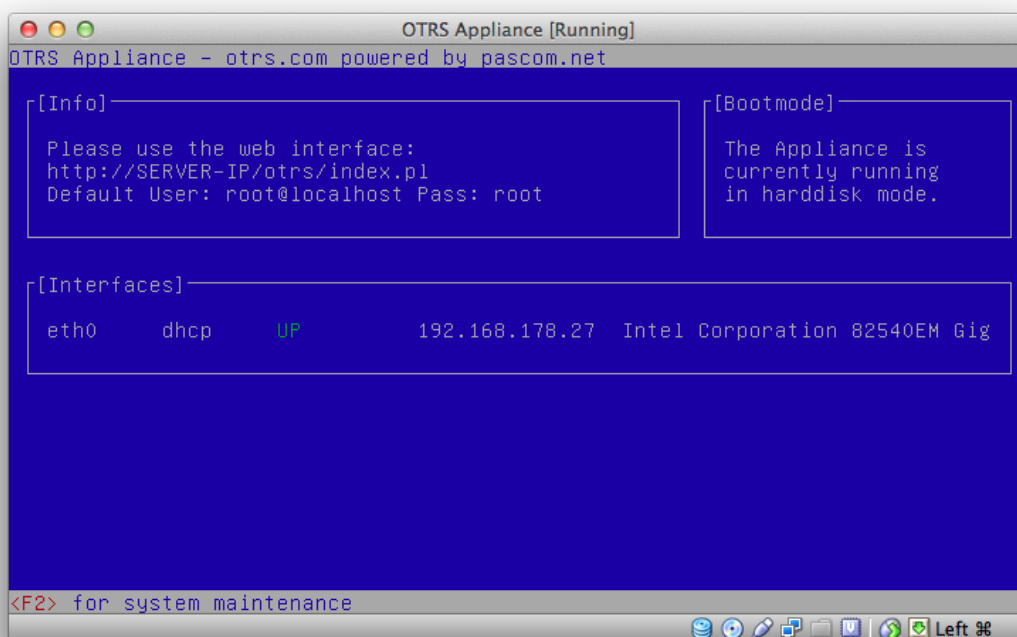 OTRS Appliance [Running]
OTRS Appliance – otrs.com powered by pascom.net
[Info]
Please use the web interface:
http://SERVER-IP/otrs/index.pl
Default User: root@localhost Pass: root
[Bootmode]
The Appliance is
currently running
in harddisk mode.
[Interfaces]
eth0 dhcp UP 192.168.178.27 Intel Corporation 82540EM Gig
<F2> for system maintenance
Left ⌘